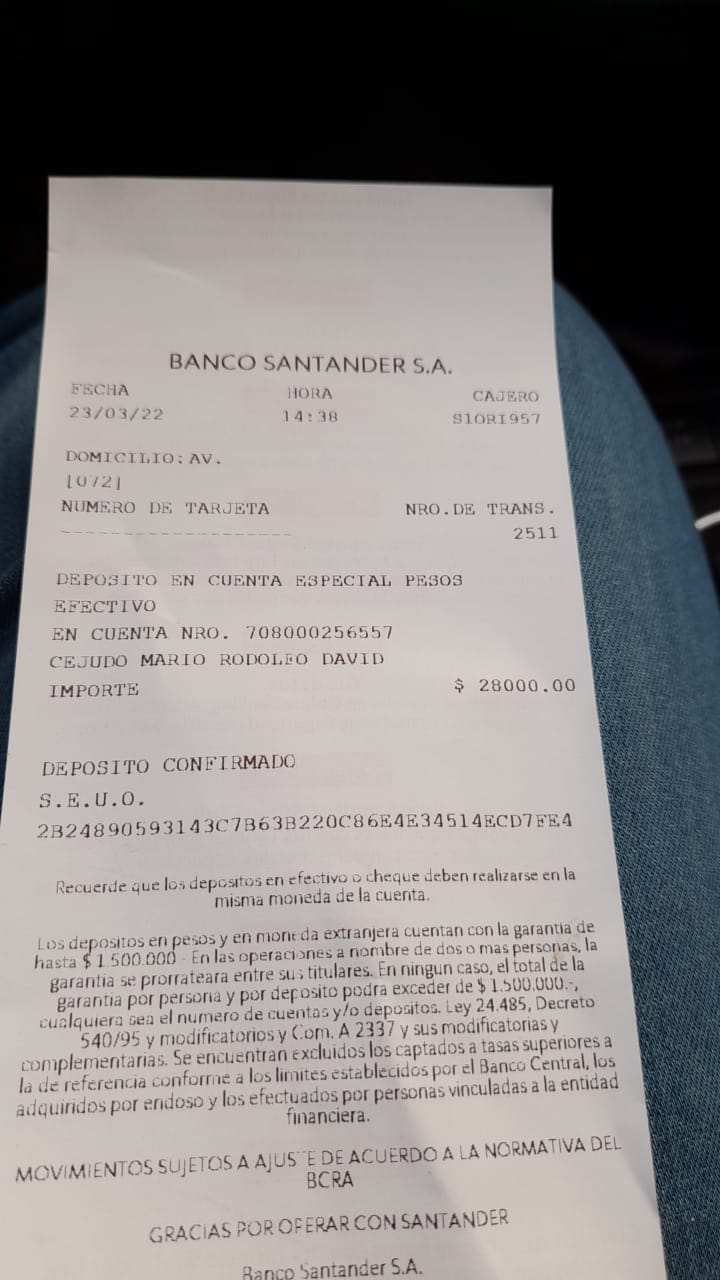 BANCO SANTANDER S.A.
FECHA HORA CAJERO
23/03/22 14:38 S1ORI957
DOMICILIO: AV.
[072]
NUMERO DE TARJETA NRO.DE TRANS.
-------------------- 2511
DEPOSITO EN CUENTA ESPECIAL PESOS
EFECTIVO
EN CUENTA NRO. 708000256557
CEJUDO MARIO RODOLFO DAVID
IMPORTE $ 28000.00
DEPOSITO CONFIRMADO
S.E.U.O.
2B24890593143C7B63B220C86E4E34514ECD7FE4
Recuerde que los depositos en efectivo o cheque deben realizarse en la
misma moneda de la cuenta.
Los depositos en pesos y en moneda extranjera cuentan con la garantia de
hasta $ 1.500.000 - En las operaciones a nombre de dos o mas personas, la
garantia se prorrateara entre sus titulares. En ningun caso, el total de la
garantia por persona y por deposito podra exceder de $ 1.500.000.-,
cualquiera sea el numero de cuentas y/o depositos. Ley 24.485, Decreto
540/95 y modificatorios y Com. A 2337 y sus modificatorias y
complementarias. Se encuentran excluidos los captados a tasas superiores a
la de referencia conforme a los limites establecidos por el Banco Central, los
adquiridos por endoso y los efectuados por personas vinculadas a la entidad
financiera.
MOVIMIENTOS SUJETOS A AJUSTE DE ACUERDO A LA NORMATIVA DEL
BCRA
GRACIAS POR OPERAR CON SANTANDER
Banco Santander S.A.